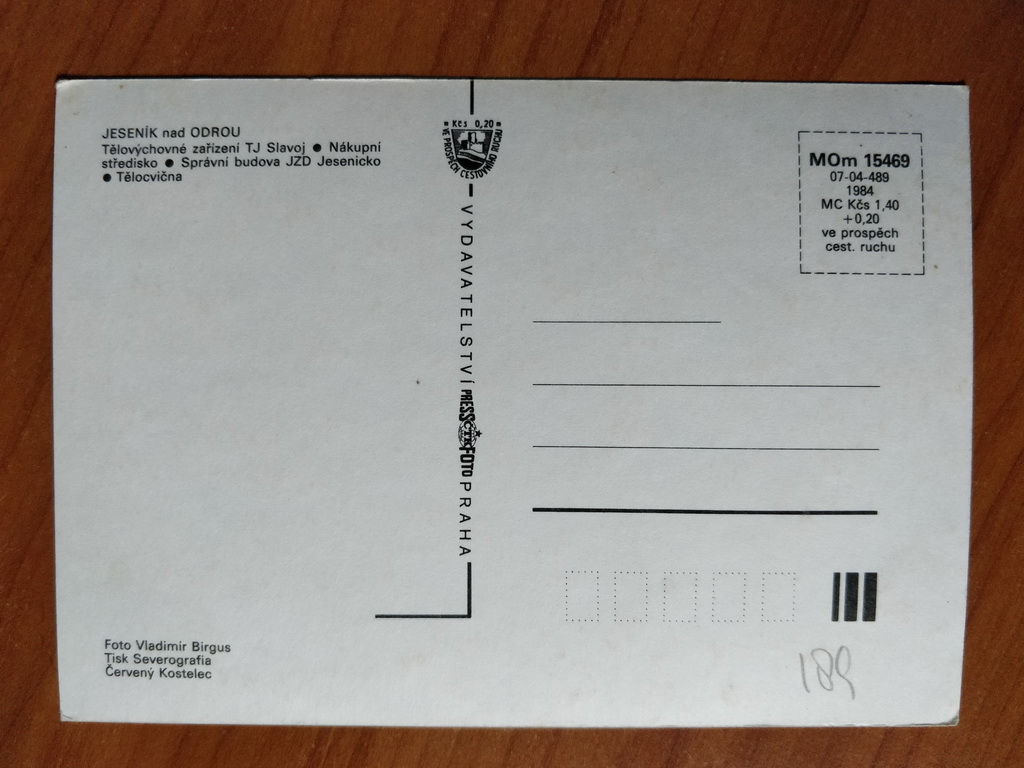 JESENÍK nad ODROU
Tělovýchovné zařízení TJ Slavoj ● Nákupní
středisko ● Správní budova JZD Jesenicko
● Tělocvična
Kčs 0,20
VE PROSPĚCH CESTOVNÍHO RUCHU
VYDAVATELSTVÍ PRESSFOTO PRAHA
ČTK
MOm 15469
07-04-489
1984
MC Kčs 1,40
+0,20
ve prospěch
cest. ruchu
Foto Vladimír Birgus
Tisk Severografia
Červený Kostelec
189